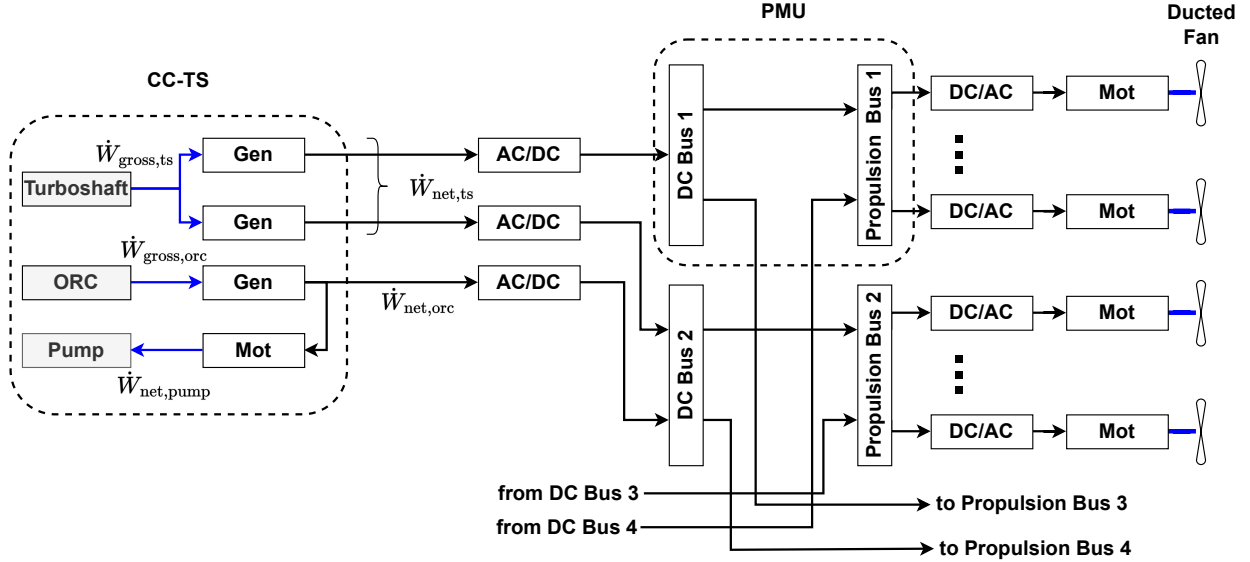 PMU
Ducted
Fan
CC-TS
Ẇgross,ts
Turboshaft
Gen
Gen
Ẇnet,ts
AC/DC
AC/DC
DC Bus 1
Propulsion Bus 1
DC/AC
Mot
DC/AC
Mot
Ẇgross,orc
ORC
Gen
Ẇnet,orc
AC/DC
Pump
Mot
Ẇnet,pump
DC Bus 2
Propulsion Bus 2
DC/AC
Mot
DC/AC
Mot
from DC Bus 3
to Propulsion Bus 3
from DC Bus 4
to Propulsion Bus 4